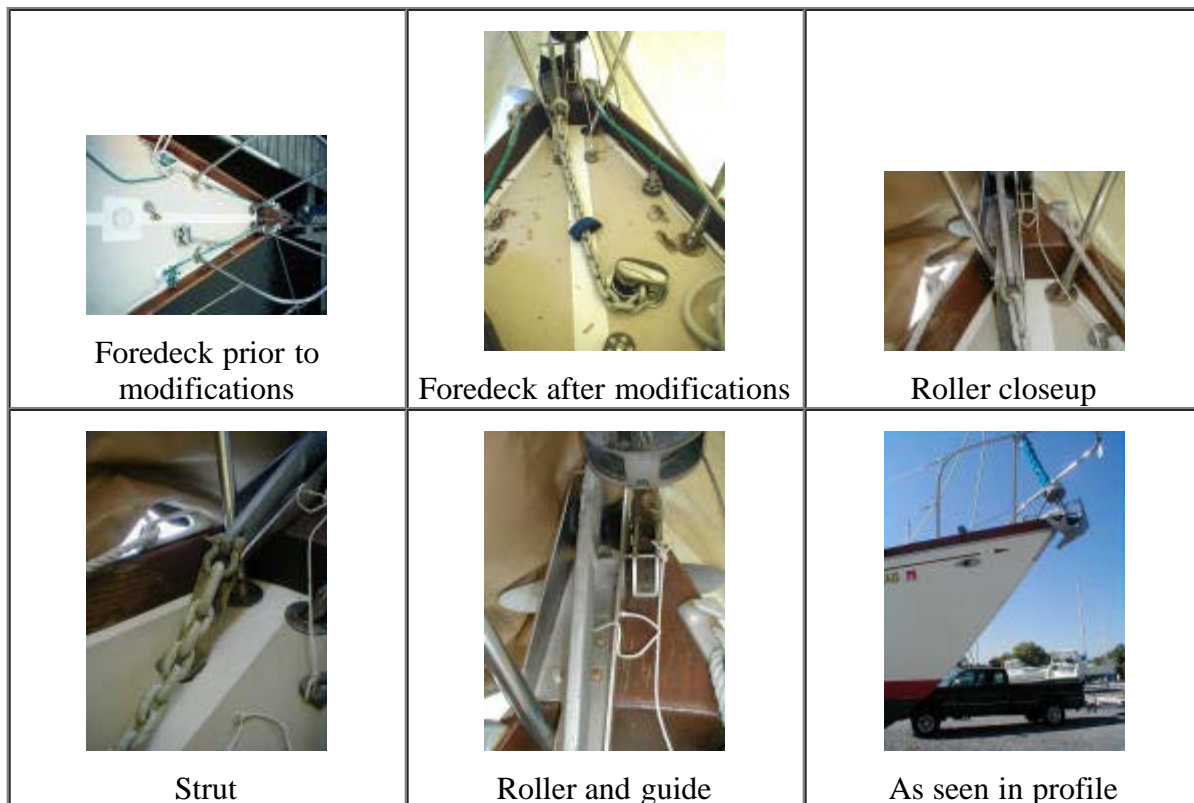 Foredeck prior to
modifications
Foredeck after modifications
Roller closeup
Strut
Roller and guide
As seen in profile